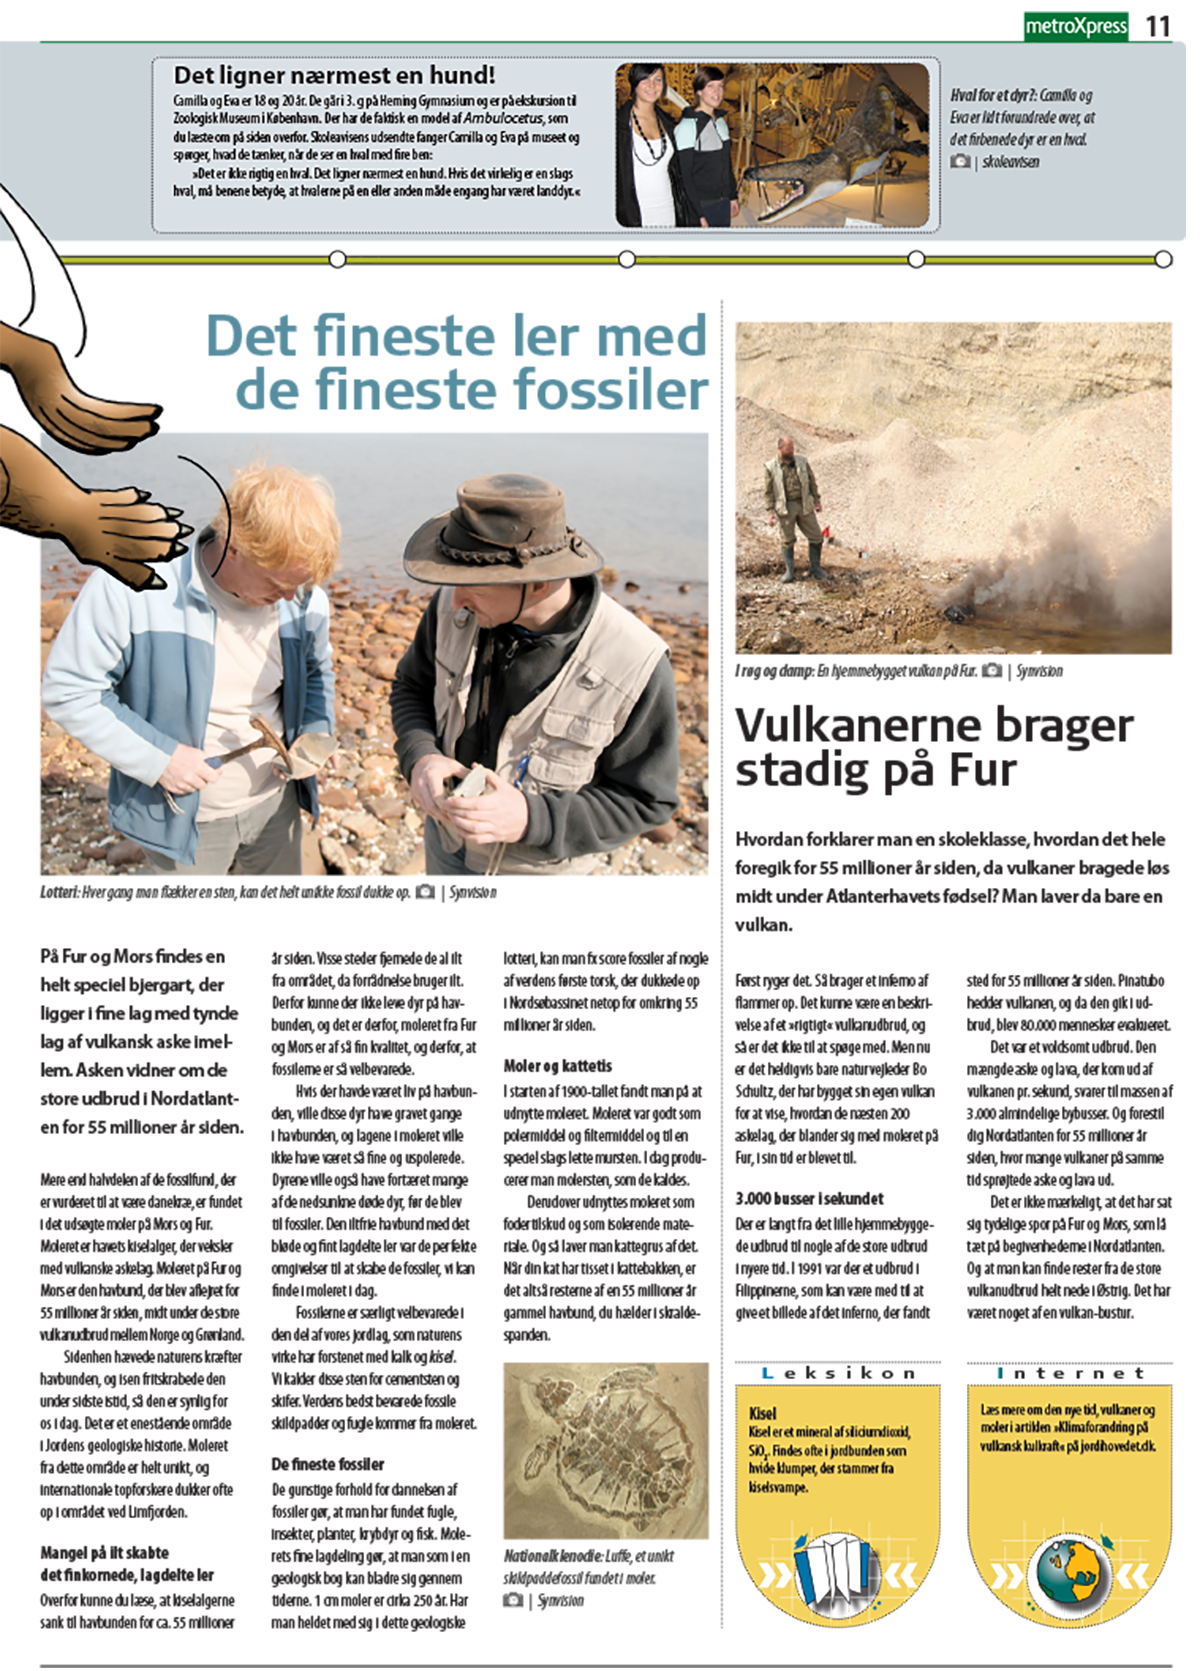 metroXpress 11
Det ligner nærmest en hund!
Camilla og Eva er 18 og 20 år. De går i 3. g på Herning Gymnasium og er på ekskursion til
Zoologisk Museum i København. Der har de faktisk en model af Ambulocetus, som
du læste om på siden overfor. Skoleavisens udsendte fanger Camilla og Eva på museet og
spørger, hvad de tænker, når de ser en hval med fire ben:
»Det er ikke rigtig en hval. Det ligner nærmest en hund. Hvis det virkelig er en slags
hval, må benene betyde, at hvalerne på en eller anden måde engang har været landdyr.«
Hval for et dyr?: Camilla og
Eva er lidt forundrede over, at
det firbenede dyr er en hval.
| skoleavisen
Det fineste ler med
de fineste fossiler
Lotteri: Hver gang man flækker en sten, kan det helt unikke fossil dukke op. | Synvision
På Fur og Mors findes en
helt speciel bjergart, der
ligger i fine lag med tynde
lag af vulkansk aske imel-
lem. Asken vidner om de
store udbrud i Nordatlant-
en for 55 millioner år siden.
Mere end halvdelen af de fossilfund, der
er vurderet til at være danekræ, er fundet
i det udsøgte moler på Mors og Fur.
Moleret er havets kiselalger, der veksler
med vulkanske askelag. Moleret på Fur og
Mors er den havbund, der blev aflejret for
55 millioner år siden, midt under de store
vulkanudbrud mellem Norge og Grønland.
Sidenhen hævede naturens kræfter
havbunden, og isen fritskrabede den
under sidste istid, så den er synlig for
os i dag. Det er et enestående område
i Jordens geologiske historie. Moleret
fra dette område er helt unikt, og
internationale topforskere dukker ofte
op i området ved Limfjorden.
Mangel på ilt skabte
det finkornede, lagdelte ler
Overfor kunne du læse, at kiselalgerne
sank til havbunden for ca. 55 millioner
år siden. Visse steder fjernede de al ilt
fra området, da forrådnelse bruger ilt.
Derfor kunne der ikke leve dyr på hav-
bunden, og det er derfor, moleret fra Fur
og Mors er af så fin kvalitet, og derfor, at
fossilerne er så velbevarede.
Hvis der havde været liv på havbun-
den, ville disse dyr have gravet gange
i havbunden, og lagene i moleret ville
ikke have været så fine og uspolerede.
Dyrene ville også have fortæret mange
af de nedsunkne døde dyr, før de blev
til fossiler. Den iltfrie havbund med det
bløde og fint lagdelte ler var de perfekte
omgivelser til at skabe de fossiler, vi kan
finde i moleret i dag.
Fossilerne er særligt velbevarede i
den del af vores jordlag, som naturens
virke har forstenet med kalk og kisel.
Vi kalder disse sten for cementsten og
skifer. Verdens bedst bevarede fossile
skildpadder og fugle kommer fra moleret.
De fineste fossiler
De gunstige forhold for dannelsen af
fossiler gør, at man har fundet fugle,
insekter, planter, krybdyr og fisk. Mole-
rets fine lagdeling gør, at man som i en
geologisk bog kan bladre sig gennem
tiderne. 1 cm moler er cirka 250 år. Har
man heldet med sig i dette geologiske
lotteri, kan man fx score fossiler af nogle
af verdens første torsk, der dukkede op
i Nordsøbassinet netop for omkring 55
millioner år siden.
Moler og kattetis
I starten af 1900-tallet fandt man på at
udnytte moleret. Moleret var godt som
polermiddel og filtermiddel og til en
speciel slags lette mursten. I dag produ-
cerer man molersten, som de kaldes.
Derudover udnyttes moleret som
fodertilskud og som isolerende mate-
riale. Og så laver man kattegrus af det.
Når din kat har tisset i kattebakken, er
det altså resterne af en 55 millioner år
gammel havbund, du hælder i skralde-
spanden.
Nationalklenodie: Luffe, et unikt
skildpaddefossil fundet i moler.
| Synvision
I røg og damp: En hjemmebygget vulkan på Fur. | Synvision
Vulkanerne brager
stadig på Fur
Hvordan forklarer man en skoleklasse, hvordan det hele
foregik for 55 millioner år siden, da vulkaner bragede løs
midt under Atlanterhavets fødsel? Man laver da bare en
vulkan.
Først ryger det. Så brager et inferno af
flammer op. Det kunne være en beskri-
velse af et »rigtigt« vulkanudbrud, og
så er det ikke til at spøge med. Men nu
er det heldigvis bare naturvejleder Bo
Schultz, der har bygget sin egen vulkan
for at vise, hvordan de næsten 200
askelag, der blander sig med moleret på
Fur, i sin tid er blevet til.
3.000 busser i sekundet
Der er langt fra det lille hjemmebygge-
de udbrud til nogle af de store udbrud
i nyere tid. I 1991 var der et udbrud i
Filippinerne, som kan være med til at
give et billede af det inferno, der fandt
sted for 55 millioner år siden. Pinatubo
hedder vulkanen, og da den gik i ud-
brud, blev 80.000 mennesker evakueret.
Det var et voldsomt udbrud. Den
mængde aske og lava, der kom ud af
vulkanen pr. sekund, svarer til massen af
3.000 almindelige bybusser. Og forestil
dig Nordatlanten for 55 millioner år
siden, hvor mange vulkaner på samme
tid sprøjtede aske og lava ud.
Det er ikke mærkeligt, at det har sat
sig tydelige spor på Fur og Mors, som lå
tæt på begivenhederne i Nordatlanten.
Og at man kan finde rester fra de store
vulkanudbrud helt nede i Østrig. Det har
været noget af en vulkan-bustur.
Leksikon
Kisel
Kisel er et mineral af siliciumdioxid,
SiO₂. Findes ofte i jordbunden som
hvide klumper, der stammer fra
kiselsvampe.
Internet
Læs mere om den nye tid, vulkaner og
moler i artiklen »Klimaforandring på
vulkansk kulkraft« på jordihovedet.dk.